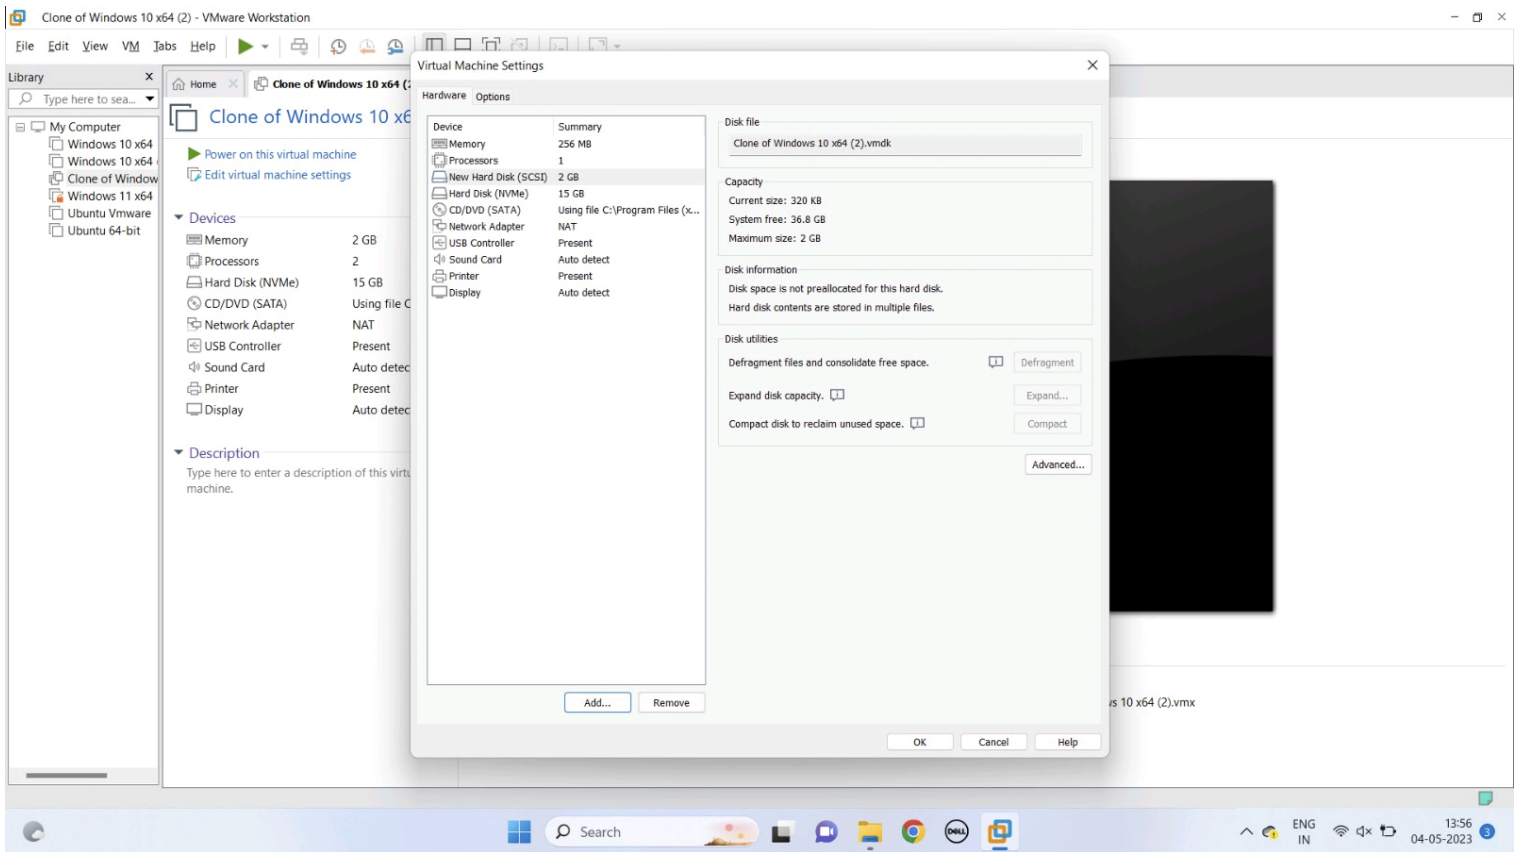 Clone of Windows 10 x64 (2) - VMware Workstation
File Edit View VM Tabs Help
Library
Type here to sea...
My Computer
Windows 10 x64
Windows 10 x64
Clone of Window
Windows 11 x64
Ubuntu Vmware
Ubuntu 64-bit
Home
Clone of Windows 10 x64 (2
Clone of Windows 10 x6
Power on this virtual machine
Edit virtual machine settings
Devices
Memory 2 GB
Processors 2
Hard Disk (NVMe) 15 GB
CD/DVD (SATA) Using file C
Network Adapter NAT
USB Controller Present
Sound Card Auto detec
Printer Present
Display Auto detec
Description
Type here to enter a description of this virtu
machine.
Virtual Machine Settings
Hardware Options
Device Summary
Memory 256 MB
Processors 1
New Hard Disk (SCSI) 2 GB
Hard Disk (NVMe) 15 GB
CD/DVD (SATA) Using file C:\Program Files (x...
Network Adapter NAT
USB Controller Present
Sound Card Auto detect
Printer Present
Display Auto detect
Add... Remove
Disk file
Clone of Windows 10 x64 (2).vmdk
Capacity
Current size: 320 KB
System free: 36.8 GB
Maximum size: 2 GB
Disk information
Disk space is not preallocated for this hard disk.
Hard disk contents are stored in multiple files.
Disk utilities
Defragment files and consolidate free space. Defragment
Expand disk capacity. Expand...
Compact disk to reclaim unused space. Compact
Advanced...
OK Cancel Help
vs 10 x64 (2).vmx
Search
DELL
ENG
IN
13:56
04-05-2023
3